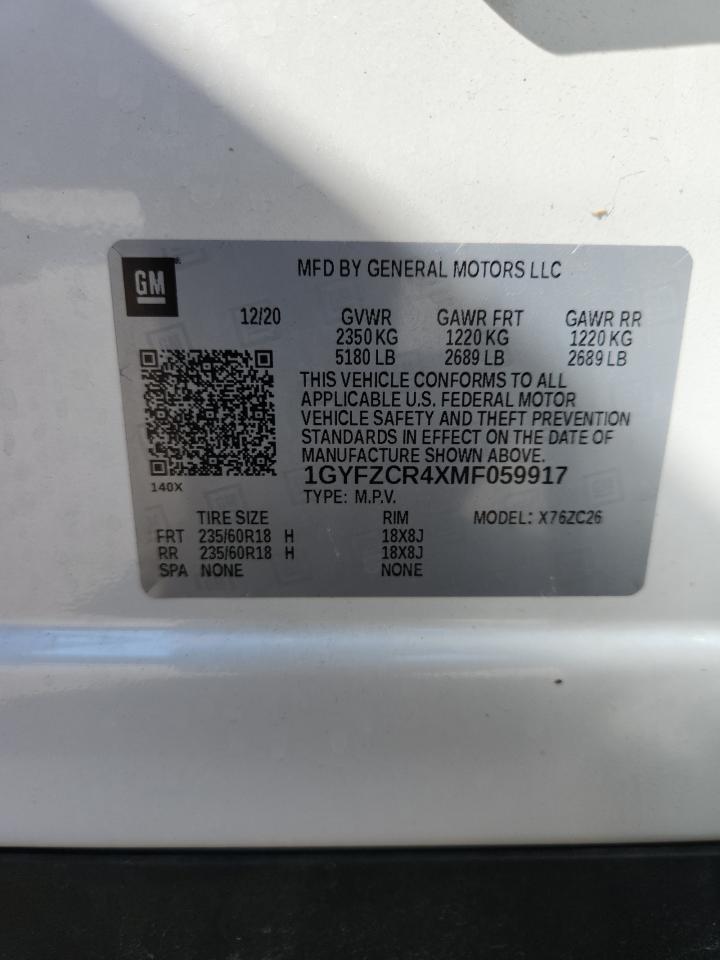 GM
MFD BY GENERAL MOTORS LLC
12/20 GVWR GAWR FRT GAWR RR
2350 KG 1220 KG 1220 KG
5180 LB 2689 LB 2689 LB
THIS VEHICLE CONFORMS TO ALL
APPLICABLE U.S. FEDERAL MOTOR
VEHICLE SAFETY AND THEFT PREVENTION
STANDARDS IN EFFECT ON THE DATE OF
MANUFACTURE SHOWN ABOVE.
140X
1GYFZCR4XMF059917
TYPE: M.P.V.
TIRE SIZE RIM MODEL: X76ZC26
FRT 235/60R18 H 18X8J
RR 235/60R18 H 18X8J
SPA NONE NONE